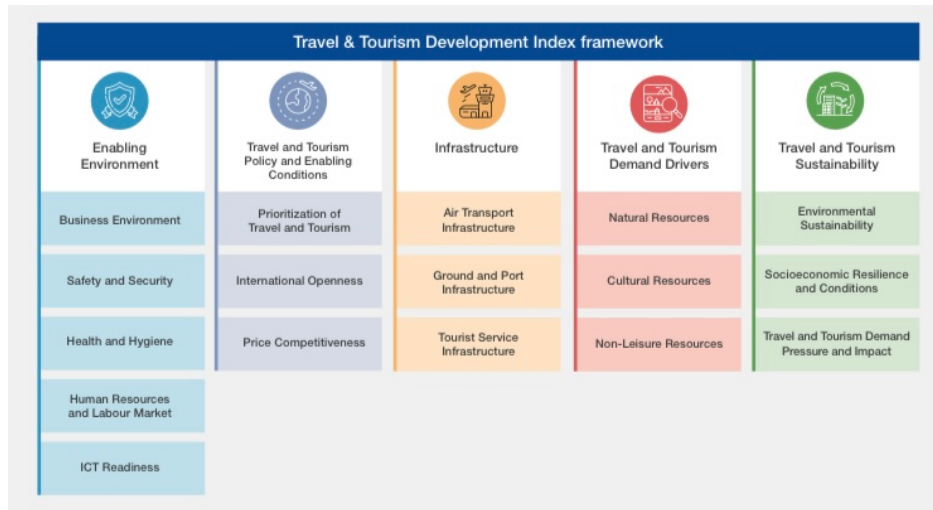 Travel & Tourism Development Index framework
Enabling
Environment
Business Environment
Safety and Security
Health and Hygiene
Human Resources
and Labour Market
ICT Readiness
Travel and Tourism
Policy and Enabling
Conditions
Prioritization of
Travel and Tourism
International Openness
Price Competitiveness
Infrastructure
Air Transport
Infrastructure
Ground and Port
Infrastructure
Tourist Service
Infrastructure
Travel and Tourism
Demand Drivers
Natural Resources
Cultural Resources
Non-Leisure Resources
Travel and Tourism
Sustainability
Environmental
Sustainability
Socioeconomic Resilience
and Conditions
Travel and Tourism Demand
Pressure and Impact